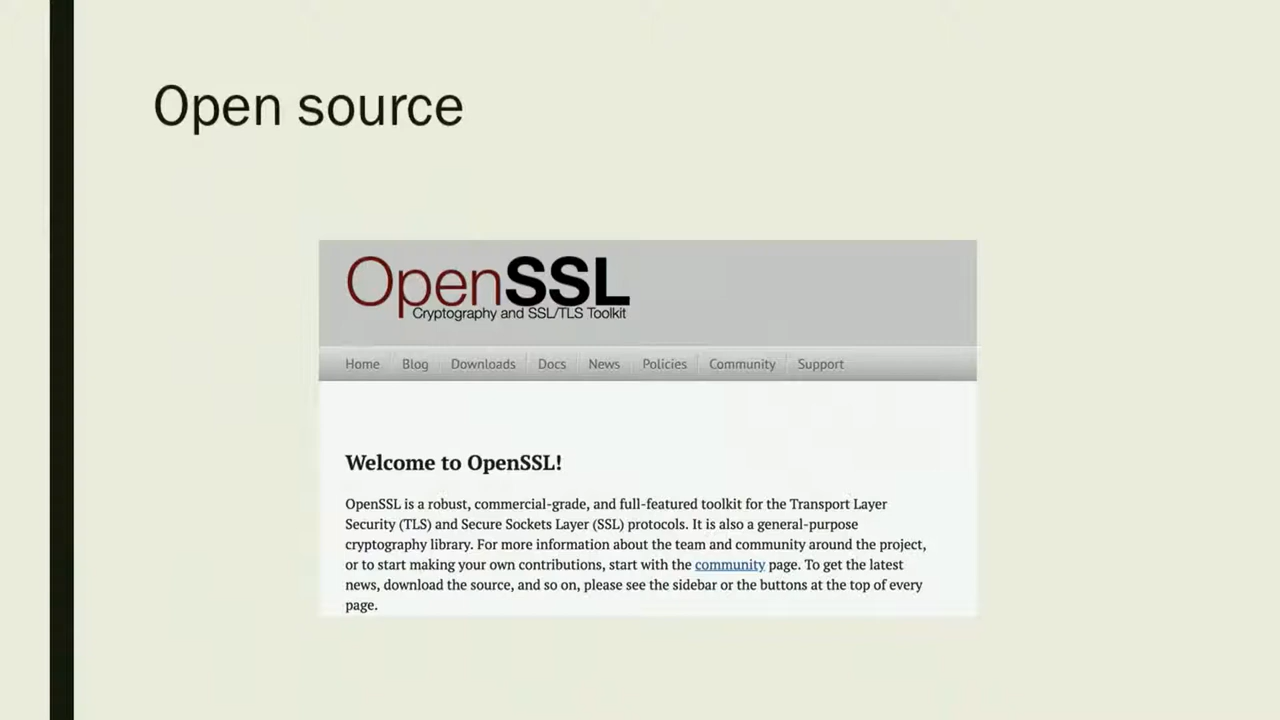 Open source
OpenSSL
Cryptography and SSL/TLS Toolkit
Home Blog Downloads Docs News Policies Community Support
Welcome to OpenSSL!
OpenSSL is a robust, commercial-grade, and full-featured toolkit for the Transport Layer
Security (TLS) and Secure Sockets Layer (SSL) protocols. It is also a general-purpose
cryptography library. For more information about the team and community around the project,
or to start making your own contributions, start with the community page. To get the latest
news, download the source, and so on, please see the sidebar or the buttons at the top of every
page.